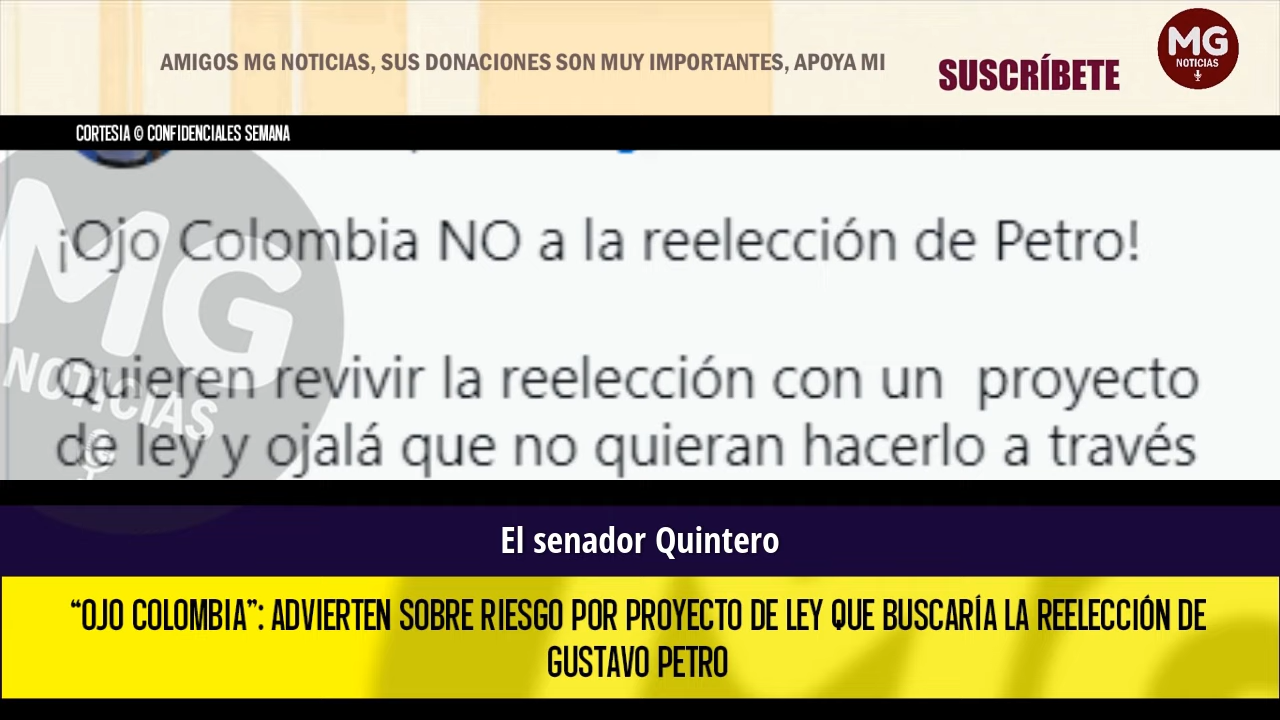 AMIGOS MG NOTICIAS, SUS DONACIONES SON MUY IMPORTANTES, APOYA MI
SUSCRÍBETE
MG
NOTICIAS
CORTESIA © CONFIDENCIALES SEMANA
¡Ojo Colombia NO a la reelección de Petro!
Quieren revivir la reelección con un proyecto
de ley y ojalá que no quieran hacerlo a través
MG
NOTICIAS
El senador Quintero
“OJO COLOMBIA”: ADVIERTEN SOBRE RIESGO POR PROYECTO DE LEY QUE BUSCARÍA LA REELECCIÓN DE
GUSTAVO PETRO